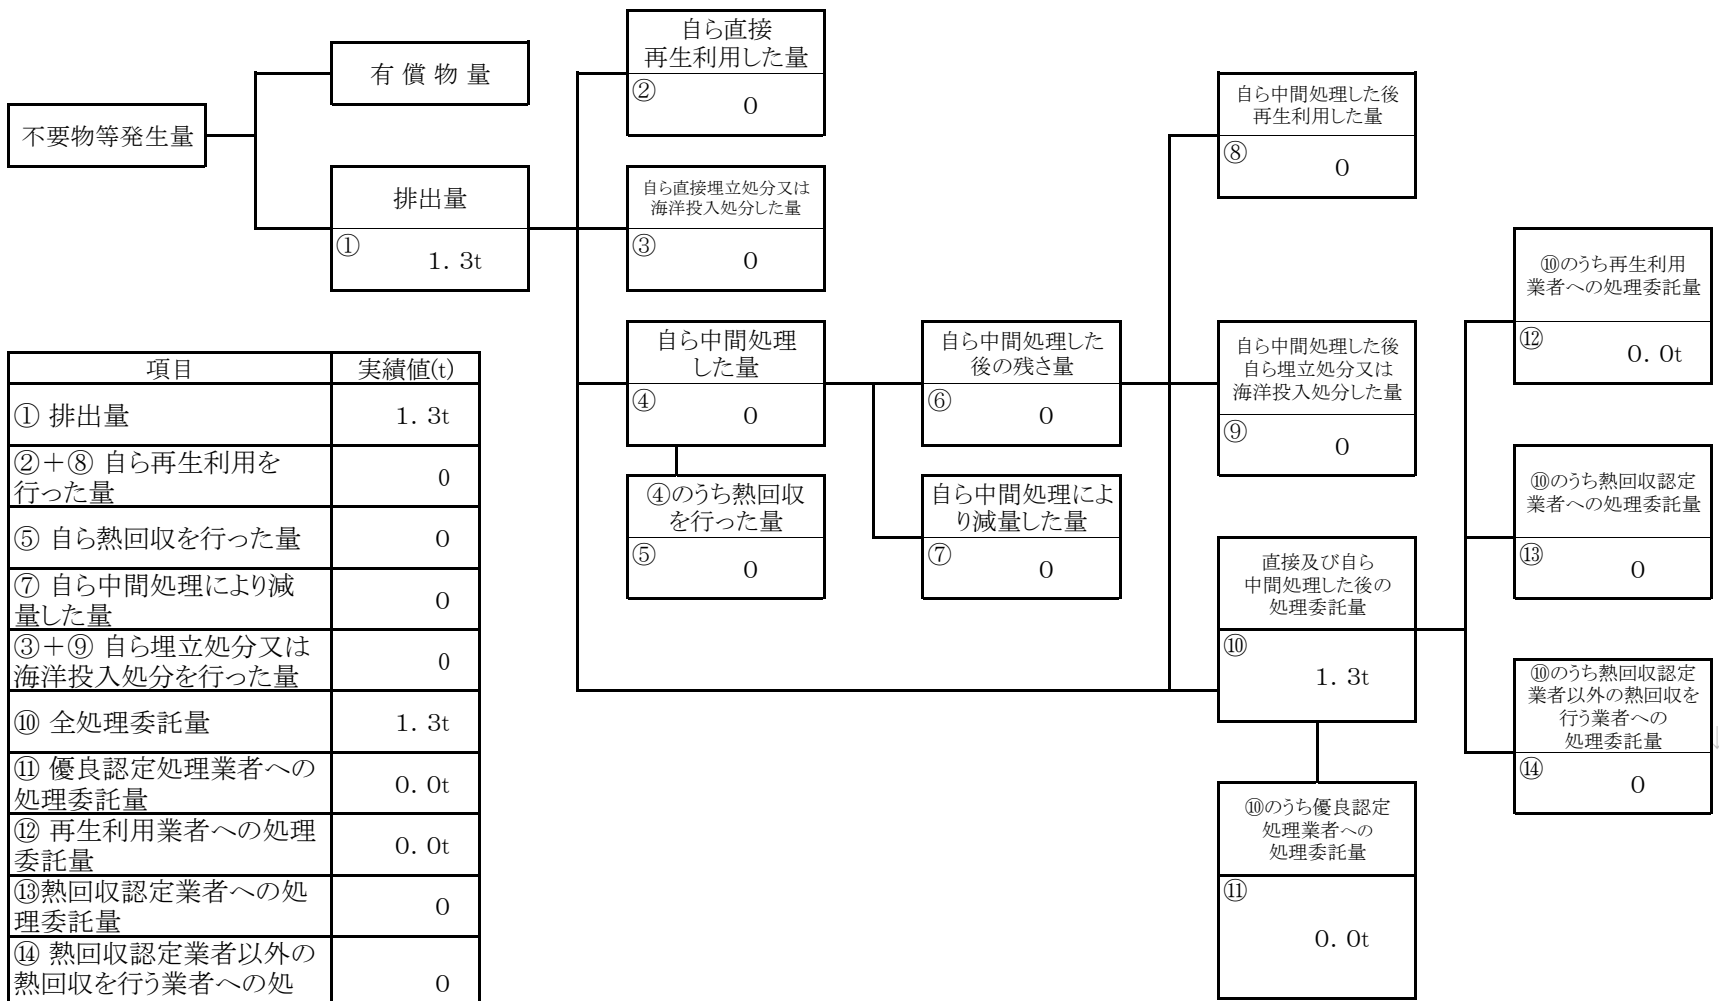 不要物等発生量
有 償 物 量
排出量
① 1．3t
自ら直接
再生利用した量
② 0
自ら直接埋立処分又は
海洋投入処分した量
③ 0
自ら中間処理
した量
④ 0
④のうち熱回収
を行った量
⑤ 0
自ら中間処理した
後の残さ量
⑥ 0
自ら中間処理によ
り減量した量
⑦ 0
自ら中間処理した後
再生利用した量
⑧ 0
自ら中間処理した後
自ら埋立処分又は
海洋投入処分した量
⑨ 0
直接及び自ら
中間処理した後の
処理委託量
⑩ 1．3t
⑩のうち優良認定
処理業者への
処理委託量
⑪ 0．0t
⑩のうち再生利用
業者への処理委託量
⑫ 0．0t
⑩のうち熱回収認定
業者への処理委託量
⑬ 0
⑩のうち熱回収認定
業者以外の熱回収を
行う業者への
処理委託量
⑭ 0
項目 実績値(t)
① 排出量 1．3t
②＋⑧ 自ら再生利用を
行った量 0
⑤ 自ら熱回収を行った量 0
⑦ 自ら中間処理により減
量した量 0
③＋⑨ 自ら埋立処分又は
海洋投入処分を行った量 0
⑩ 全処理委託量 1．3t
⑪ 優良認定処理業者への
処理委託量 0．0t
⑫ 再生利用業者への処理
委託量 0．0t
⑬熱回収認定業者への処
理委託量 0
⑭ 熱回収認定業者以外の
熱回収を行う業者への処 0